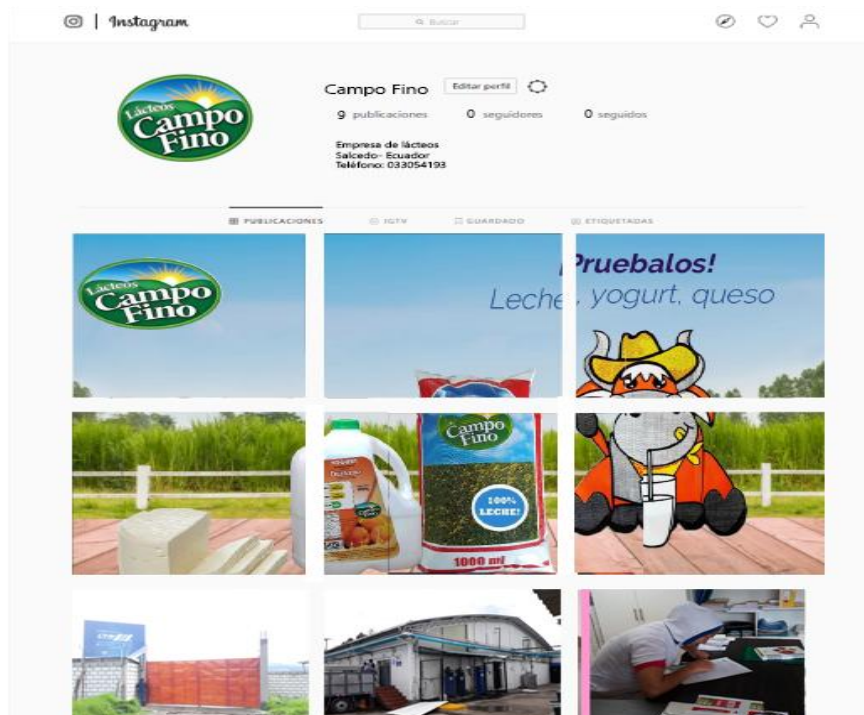 Instagram
Buscar
Lácteos
Campo
Fino
Campo Fino
Editar perfil
9 publicaciones 0 seguidores 0 seguidos
Empresa de lácteos
Salcedo- Ecuador
Teléfono: 033054193
PUBLICACIONES IGTV GUARDADO ETIQUETADAS
Lácteos
Campo
Fino
¡Pruebalos!
Leche, yogurt, queso
Campo
Fino
100%
LECHE!
1000 ml